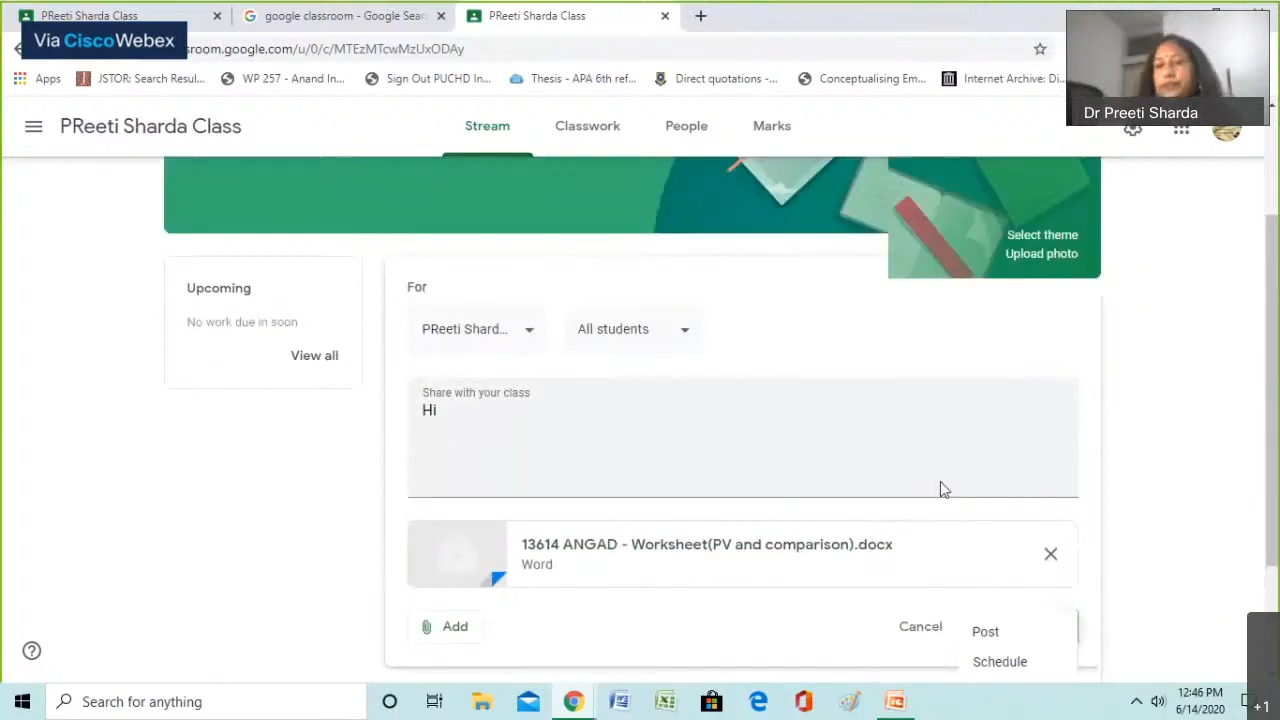 PReeti Sharda Class
google classroom - Google Sear
PReeti Sharda Class
Via CiscoWebex
sroom.google.com/u/0/c/MTEzMTcwMzUxODAy
Apps
JSTOR: Search Resul...
WP 257 - Anand In...
Sign Out PUCHD In...
Thesis - APA 6th ref...
Direct quotations -...
Conceptualising Em...
Internet Archive: Di
Dr Preeti Sharda
PReeti Sharda Class
Stream
Classwork
People
Marks
Select theme
Upload photo
Upcoming
No work due in soon
View all
For
PReeti Shard...
All students
Share with your class
Hi
13614 ANGAD - Worksheet(PV and comparison).docx
Word
Add
Cancel
Post
Schedule
Search for anything
12:46 PM
6/14/2020
+1